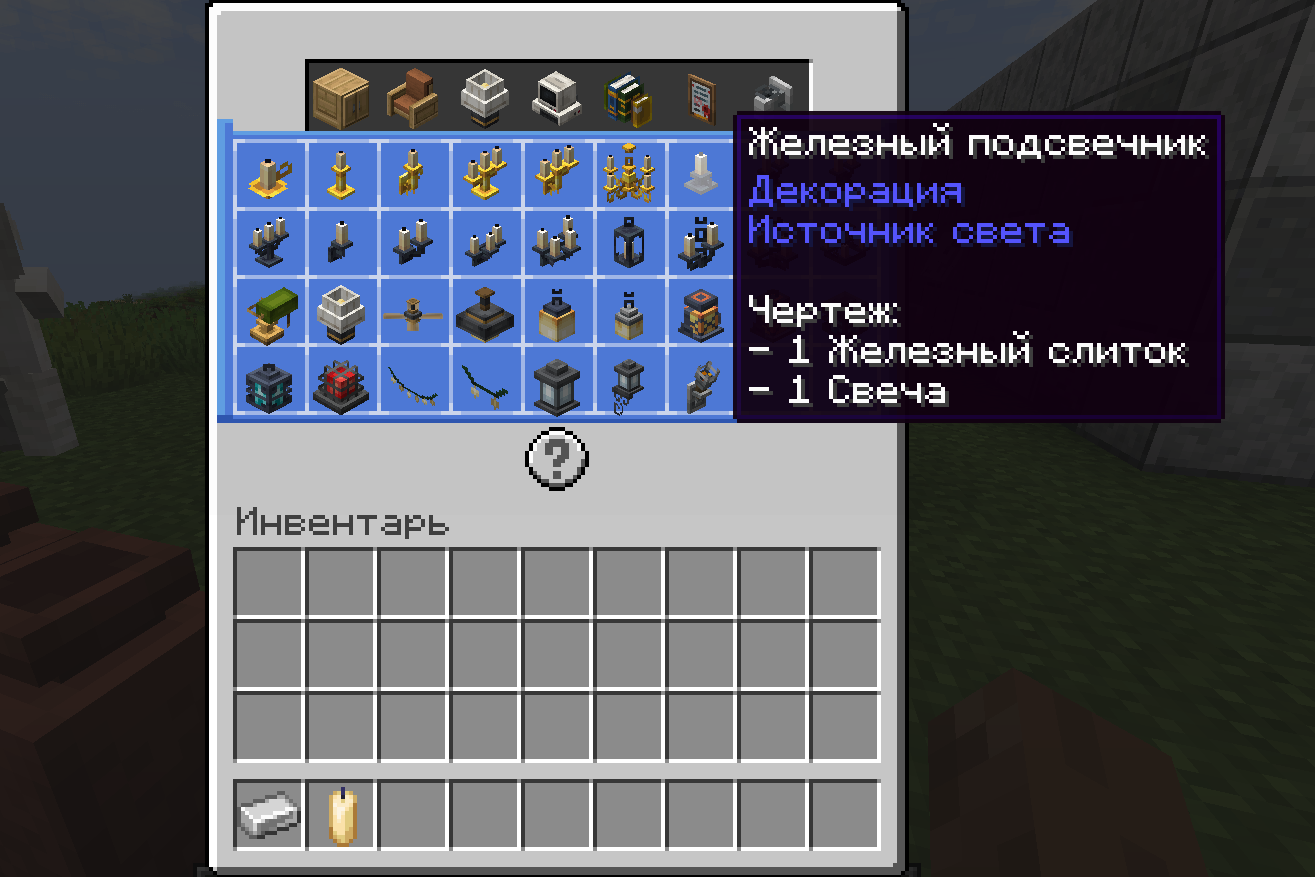 Железный подсвечник
Декорация
Источник света
Чертеж:
- 1 Железный слиток
- 1 Свеча
?
Инвентарь